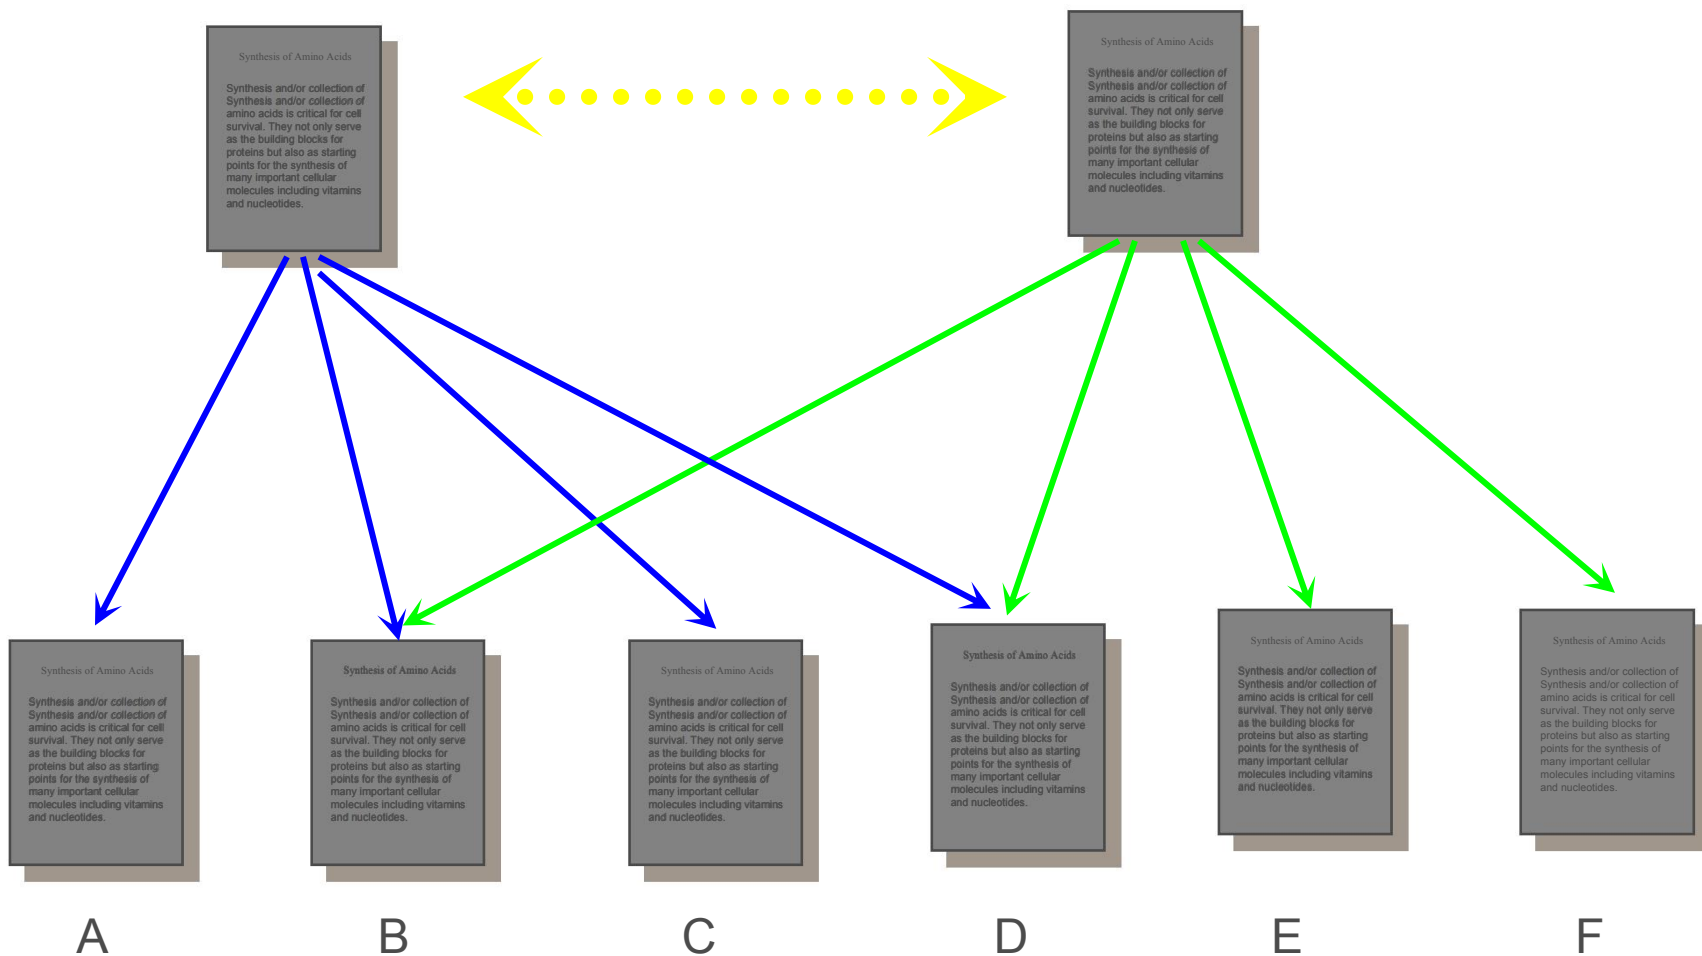 Synthesis of Amino Acids
Synthesis and/or collection of
Synthesis and/or collection of
amino acids is critical for cell
survival. They not only serve
as the building blocks for
proteins but also as starting
points for the synthesis of
many important cellular
molecules including vitamins
and nucleotides.
Synthesis of Amino Acids
Synthesis and/or collection of
Synthesis and/or collection of
amino acids is critical for cell
survival. They not only serve
as the building blocks for
proteins but also as starting
points for the synthesis of
many important cellular
molecules including vitamins
and nucleotides.
Synthesis of Amino Acids
Synthesis and/or collection of
Synthesis and/or collection of
amino acids is critical for cell
survival. They not only serve
as the building blocks for
proteins but also as starting
points for the synthesis of
many important cellular
molecules including vitamins
and nucleotides.
Synthesis of Amino Acids
Synthesis and/or collection of
Synthesis and/or collection of
amino acids is critical for cell
survival. They not only serve
as the building blocks for
proteins but also as starting
points for the synthesis of
many important cellular
molecules including vitamins
and nucleotides.
Synthesis of Amino Acids
Synthesis and/or collection of
Synthesis and/or collection of
amino acids is critical for cell
survival. They not only serve
as the building blocks for
proteins but also as starting
points for the synthesis of
many important cellular
molecules including vitamins
and nucleotides.
Synthesis of Amino Acids
Synthesis and/or collection of
Synthesis and/or collection of
amino acids is critical for cell
survival. They not only serve
as the building blocks for
proteins but also as starting
points for the synthesis of
many important cellular
molecules including vitamins
and nucleotides.
Synthesis of Amino Acids
Synthesis and/or collection of
Synthesis and/or collection of
amino acids is critical for cell
survival. They not only serve
as the building blocks for
proteins but also as starting
points for the synthesis of
many important cellular
molecules including vitamins
and nucleotides.
Synthesis of Amino Acids
Synthesis and/or collection of
Synthesis and/or collection of
amino acids is critical for cell
survival. They not only serve
as the building blocks for
proteins but also as starting
points for the synthesis of
many important cellular
molecules including vitamins
and nucleotides.
A B C D E F